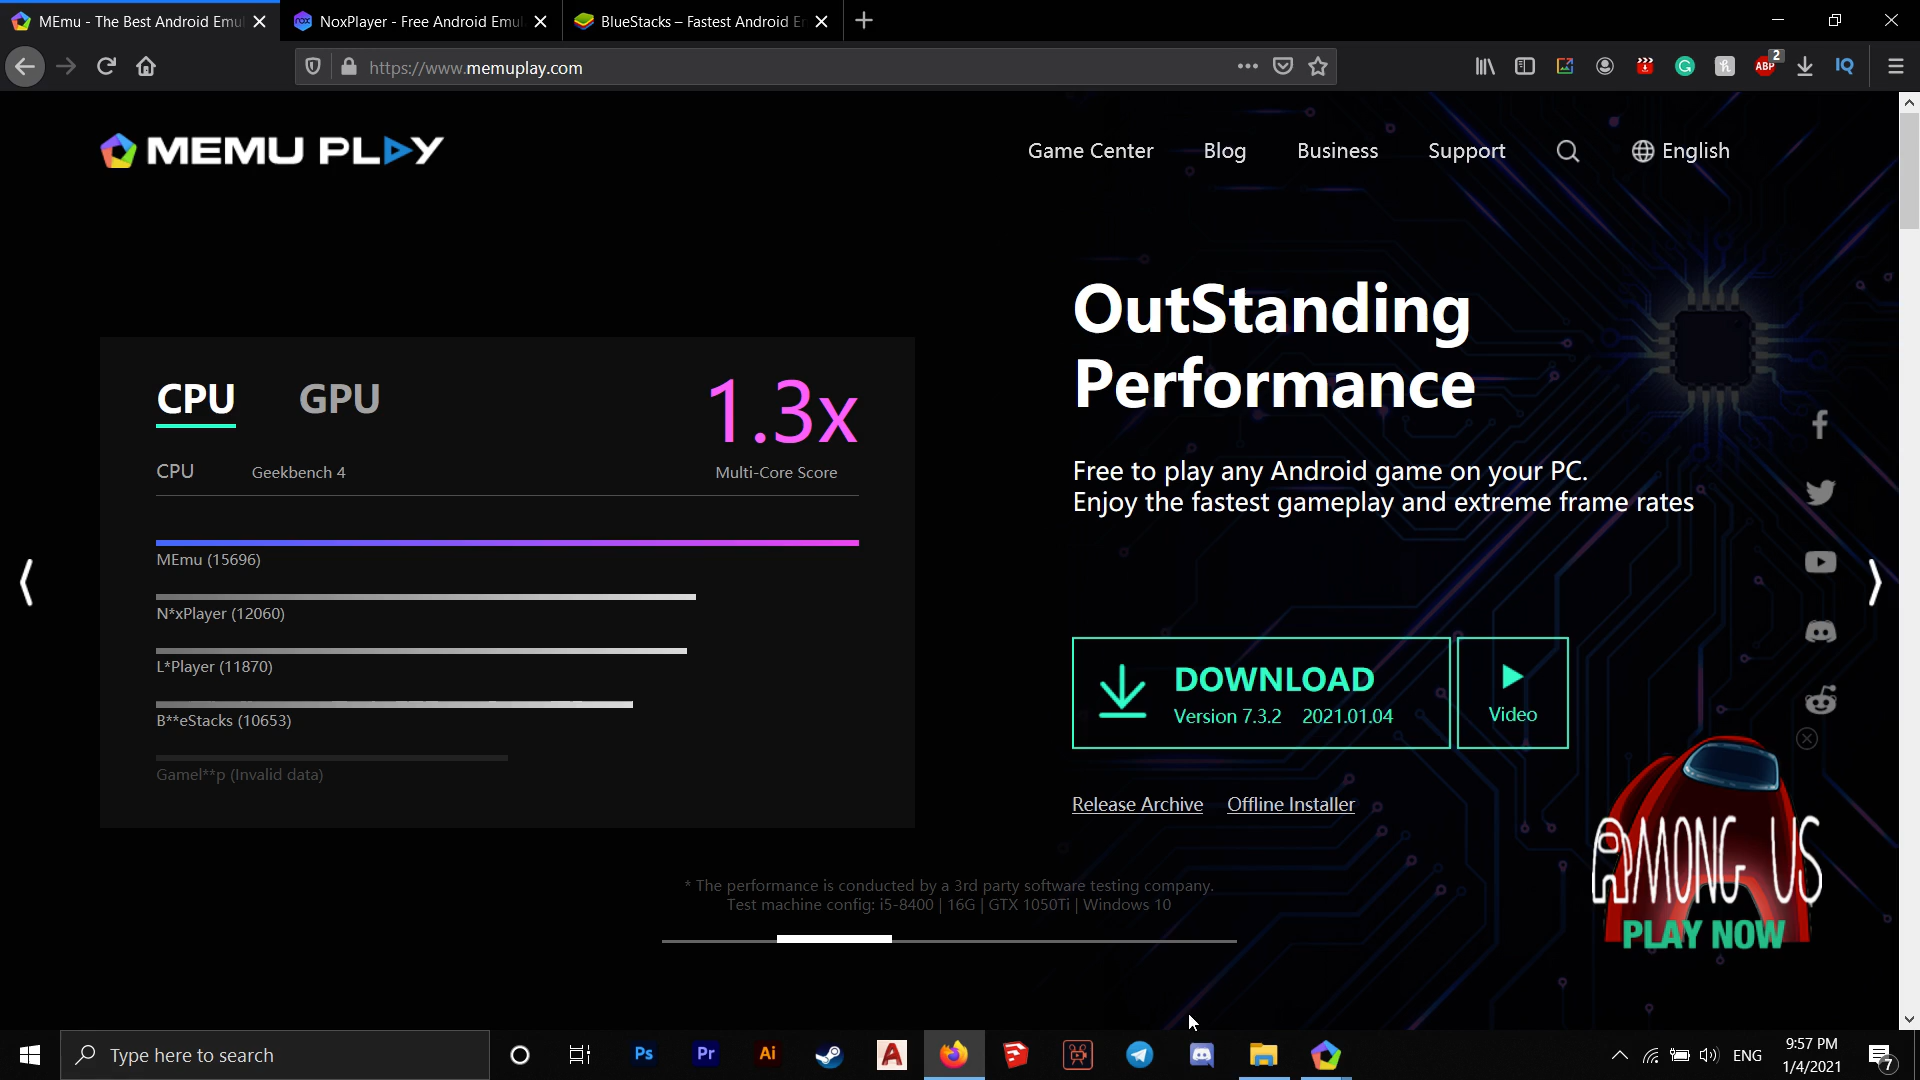 MEmu - The Best Android Emul
NoxPlayer - Free Android Emul
BlueStacks – Fastest Android E
https://www.memuplay.com
ABP
2
IQ
MEMU PLAY
Game Center
Blog
Business
Support
English
CPU
GPU
1.3x
CPU
Geekbench 4
Multi-Core Score
MEmu (15696)
N*xPlayer (12060)
L*Player (11870)
B**eStacks (10653)
Gamel**p (Invalid data)
OutStanding
Performance
Free to play any Android game on your PC.
Enjoy the fastest gameplay and extreme frame rates
DOWNLOAD
Version 7.3.2 2021.01.04
Video
Release Archive
Offline Installer
AMONG US
PLAY NOW
* The performance is conducted by a 3rd party software testing company.
Test machine config: i5-8400 | 16G | GTX 1050Ti | Windows 10
Type here to search
Ps
Pr
Ai
ENG
9:57 PM
1/4/2021
7